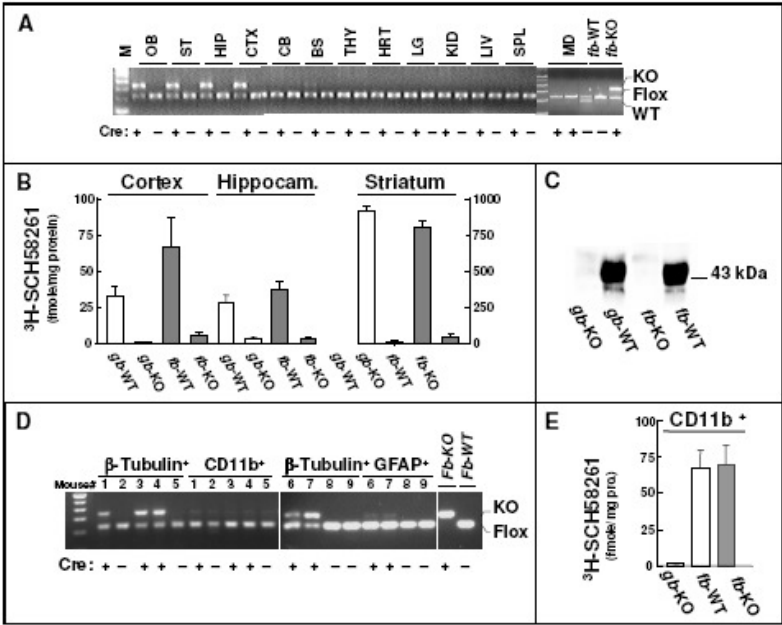 A
M OB ST HIP CTX CB BS THY HRT LG KID LIV SPL MD fb-WT fb-KO
KO
Flox
WT
Cre: + − + − + − + − + − + − + − + − + − + − + − + − + + − − +
B
Cortex Hippocam. Striatum
³H-SCH58261
(fmole/mg protein)
100 75 50 25 0
1000 750 500 250 0
gb-WT gb-KO fb-WT fb-KO gb-WT gb-KO fb-WT fb-KO gb-WT fb-WT fb-KO
C
43 kDa
gb-KO gb-WT fb-KO fb-WT
D
β-Tubulin⁺ CD11b⁺ β-Tubulin⁺ GFAP⁺ Fb-KO Fb-WT
Mouse# 1 2 3 4 5 1 2 3 4 5 6 7 8 9 6 7 8 9
KO
Flox
Cre: + − + + − + − + + − + + − − + + − − + −
E
CD11b +
³H-SCH58261
(fmole/mg pro.)
100
75
50
25
0
gb-KO fb-WT fb-KO